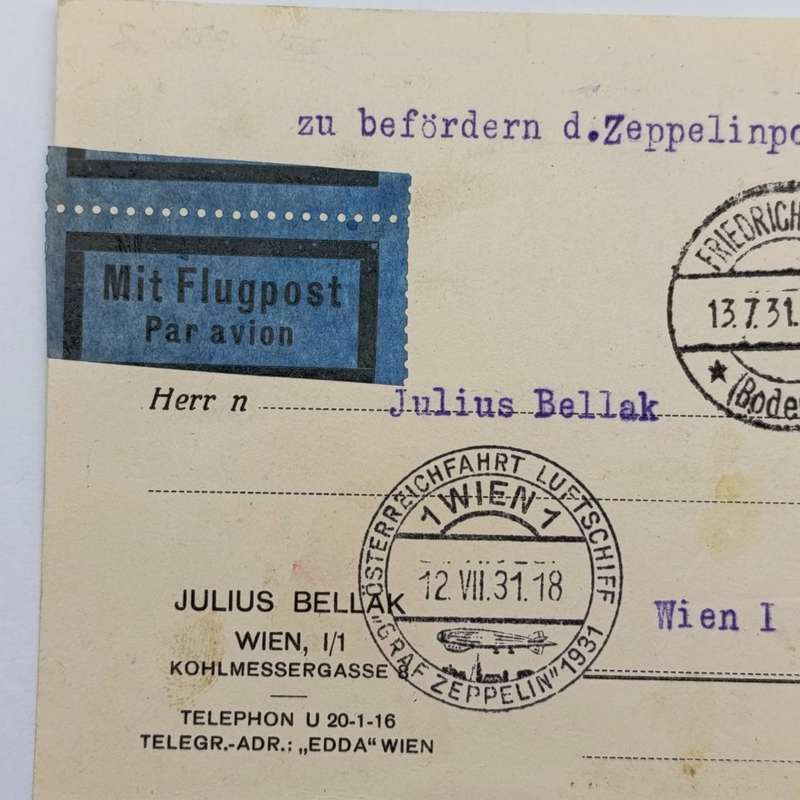 zu befördern d.Zeppelinpo
Mit Flugpost
Par avion
FRIEDRICH
13.7.31.
(Bode
Herr n Julius Bellak
ÖSTERREICHFAHRT LUFTSCHIFF
1 WIEN 1
12.VII.31.18
„GRAF ZEPPELIN" 1931
Wien I
JULIUS BELLAK
WIEN, I/1
KOHLMESSERGASSE 8
TELEPHON U 20-1-16
TELEGR.-ADR.: „EDDA" WIEN